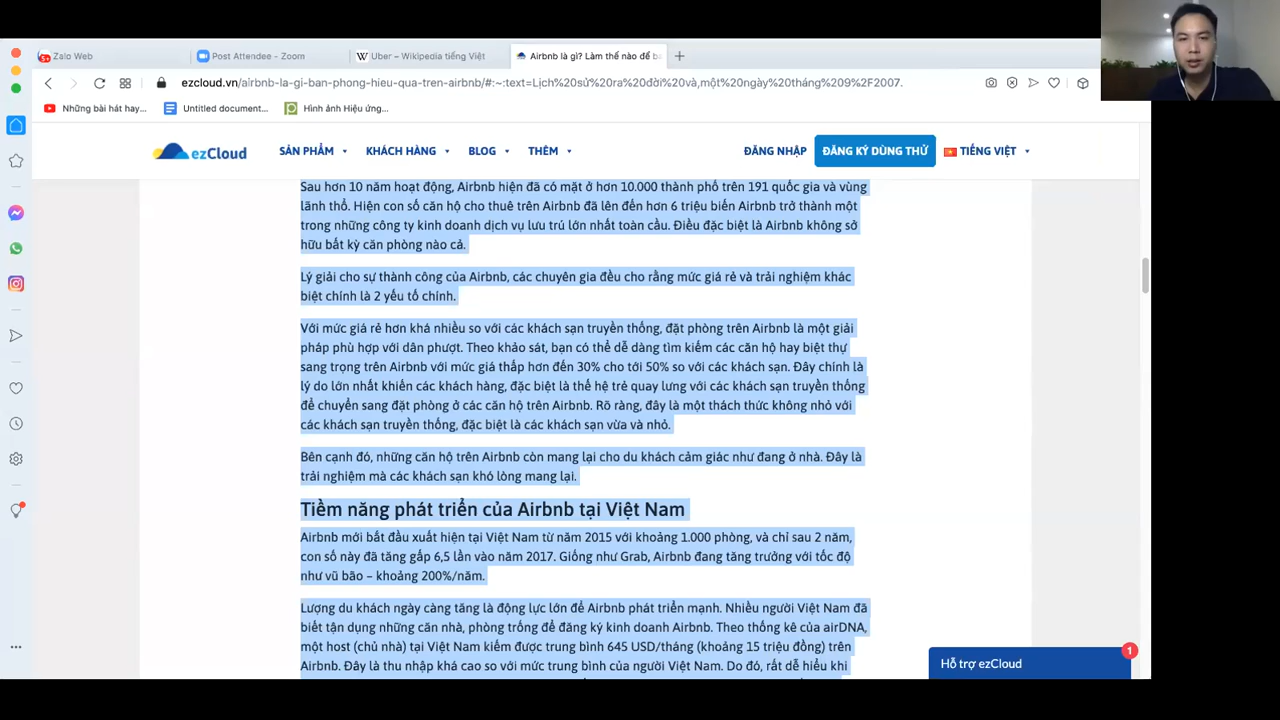 Zalo Web
Post Attendee - Zoom
Uber – Wikipedia tiếng Việt
Airbnb là gì? Làm thế nào để bá
ezcloud.vn/airbnb-la-gi-ban-phong-hieu-qua-tren-airbnb/#:~:text=Lịch%20sử%20ra%20đời%20và,một%20ngày%20tháng%209%2F2007.
Những bài hát hay...
Untitled document...
Hình ảnh Hiệu ứng...
ezCloud
SẢN PHẨM
KHÁCH HÀNG
BLOG
THÊM
ĐĂNG NHẬP
ĐĂNG KÝ DÙNG THỬ
TIẾNG VIỆT
Sau hơn 10 năm hoạt động, Airbnb hiện đã có mặt ở hơn 10.000 thành phố trên 191 quốc gia và vùng
lãnh thổ. Hiện con số căn hộ cho thuê trên Airbnb đã lên đến hơn 6 triệu biến Airbnb trở thành một
trong những công ty kinh doanh dịch vụ lưu trú lớn nhất toàn cầu. Điều đặc biệt là Airbnb không sở
hữu bất kỳ căn phòng nào cả.
Lý giải cho sự thành công của Airbnb, các chuyên gia đều cho rằng mức giá rẻ và trải nghiệm khác
biệt chính là 2 yếu tố chính.
Với mức giá rẻ hơn khá nhiều so với các khách sạn truyền thống, đặt phòng trên Airbnb là một giải
pháp phù hợp với dân phượt. Theo khảo sát, bạn có thể dễ dàng tìm kiếm các căn hộ hay biệt thự
sang trọng trên Airbnb với mức giá thấp hơn đến 30% cho tới 50% so với các khách sạn. Đây chính là
lý do lớn nhất khiến các khách hàng, đặc biệt là thế hệ trẻ quay lưng với các khách sạn truyền thống
để chuyển sang đặt phòng ở các căn hộ trên Airbnb. Rõ ràng, đây là một thách thức không nhỏ với
các khách sạn truyền thống, đặc biệt là các khách sạn vừa và nhỏ.
Bên cạnh đó, những căn hộ trên Airbnb còn mang lại cho du khách cảm giác như đang ở nhà. Đây là
trải nghiệm mà các khách sạn khó lòng mang lại.
Tiềm năng phát triển của Airbnb tại Việt Nam
Airbnb mới bắt đầu xuất hiện tại Việt Nam từ năm 2015 với khoảng 1.000 phòng, và chỉ sau 2 năm,
con số này đã tăng gấp 6,5 lần vào năm 2017. Giống như Grab, Airbnb đang tăng trưởng với tốc độ
như vũ bão – khoảng 200%/năm.
Lượng du khách ngày càng tăng là động lực lớn để Airbnb phát triển mạnh. Nhiều người Việt Nam đã
biết tận dụng những căn nhà, phòng trống để đăng ký kinh doanh Airbnb. Theo thống kê của airDNA,
một host (chủ nhà) tại Việt Nam kiếm được trung bình 645 USD/tháng (khoảng 15 triệu đồng) trên
Airbnb. Đây là thu nhập khá cao so với mức trung bình của người Việt Nam. Do đó, rất dễ hiểu khi
Hỗ trợ ezCloud
1